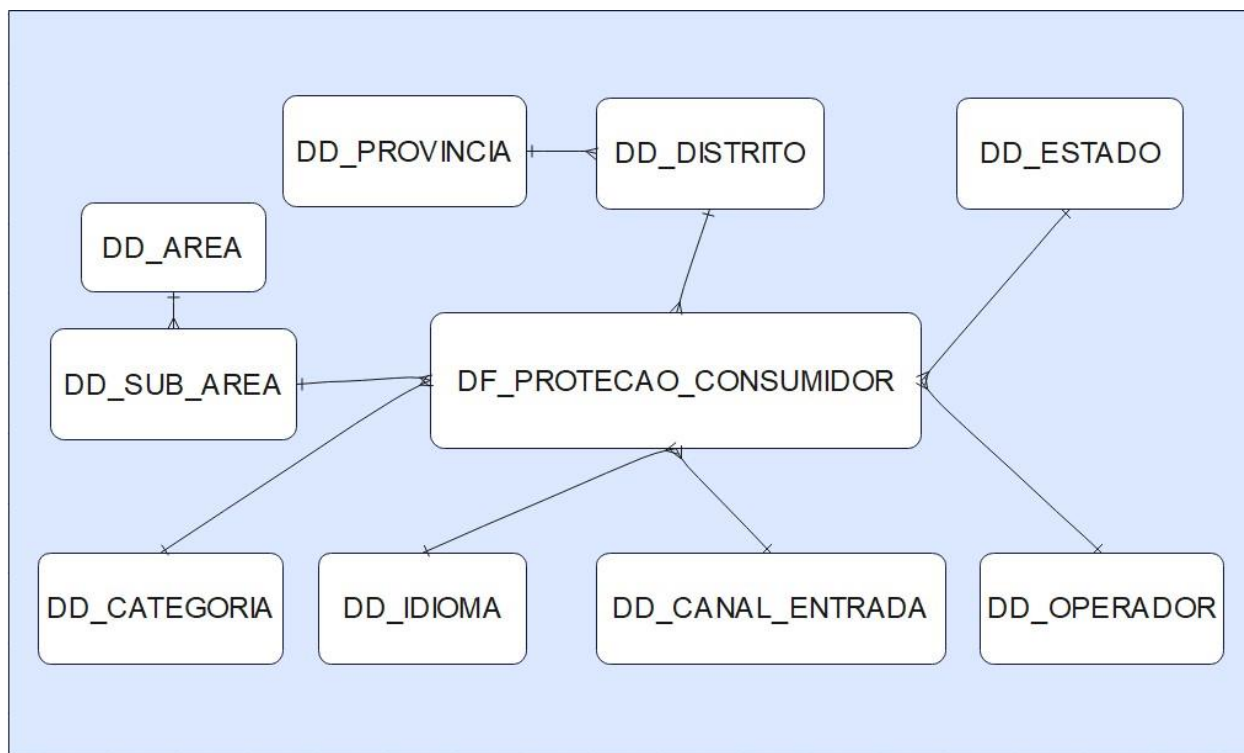 DD_PROVINCIA
DD_DISTRITO
DD_ESTADO
DD_AREA
DD_SUB_AREA
DF_PROTECAO_CONSUMIDOR
DD_CATEGORIA
DD_IDIOMA
DD_CANAL_ENTRADA
DD_OPERADOR